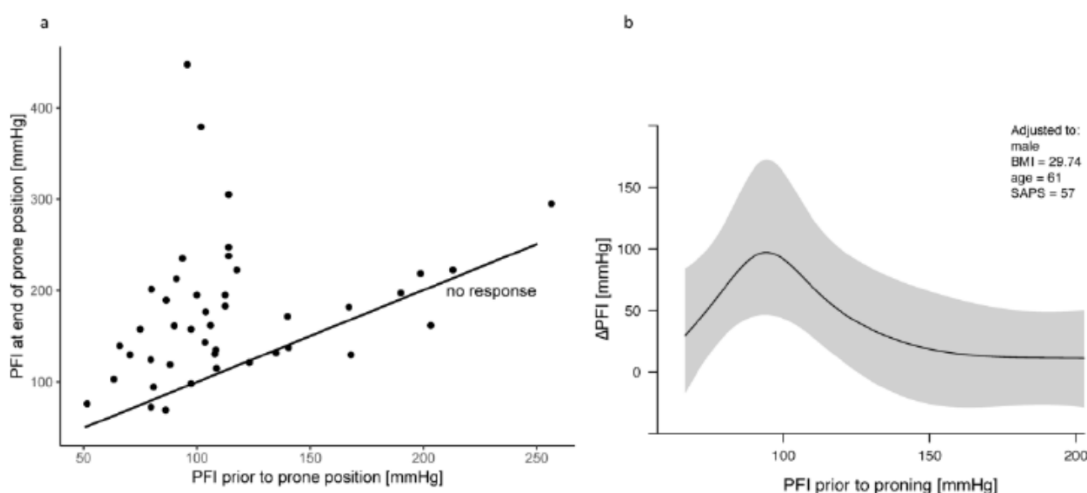 a
PFI at end of prone position [mmHg]
400
300
200
100
no response
50
100
150
200
250
PFI prior to prone position [mmHg]
b
Adjusted to:
male
BMI = 29.74
age = 61
SAPS = 57
ΔPFI [mmHg]
150
100
50
0
100
150
200
PFI prior to proning [mmHg]